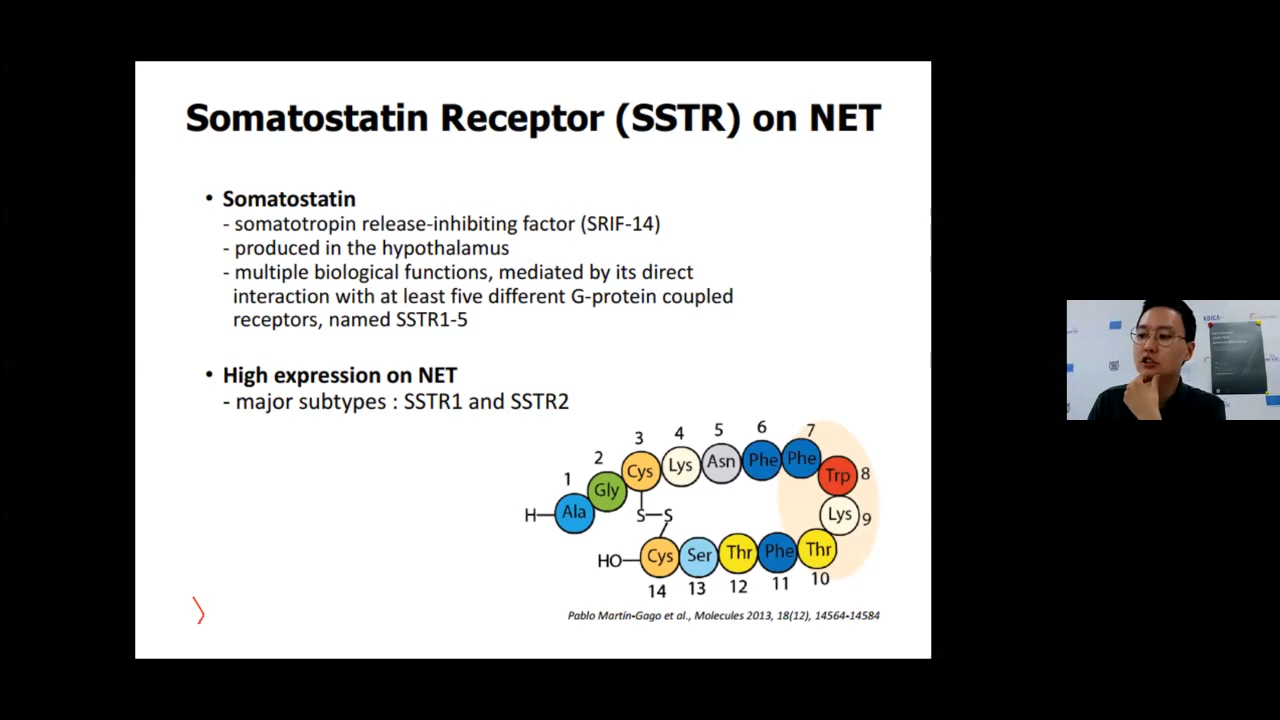 Somatostatin Receptor (SSTR) on NET
• Somatostatin
- somatotropin release-inhibiting factor (SRIF-14)
- produced in the hypothalamus
- multiple biological functions, mediated by its direct
interaction with at least five different G-protein coupled
receptors, named SSTR1-5
• High expression on NET
- major subtypes : SSTR1 and SSTR2
1 2 3 4 5 6 7
H Ala Gly Cys Lys Asn Phe Phe
Trp 8
S S
Lys 9
HO Cys Ser Thr Phe Thr
14 13 12 11 10
Pablo Martín-Gago et al., Molecules 2013, 18(12), 14564-14584